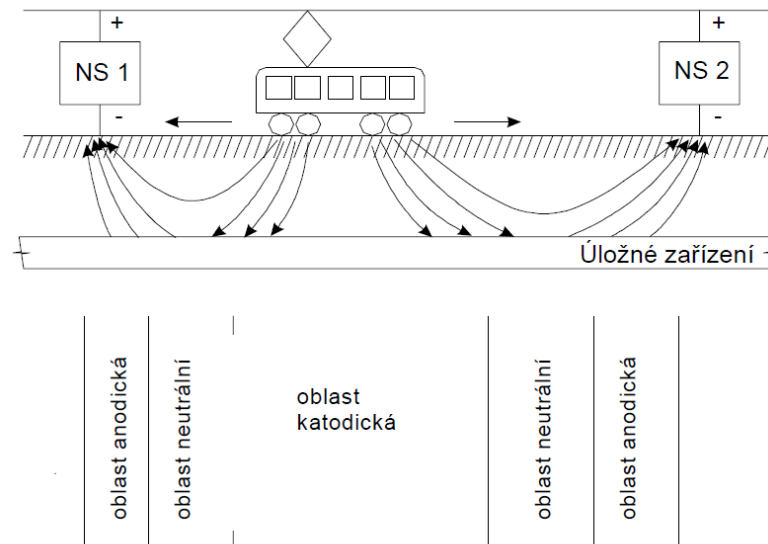 +
+
NS 1
NS 2
-
-
Úložné zařízení
oblast anodická
oblast neutrální
oblast
katodická
oblast neutrální
oblast anodická